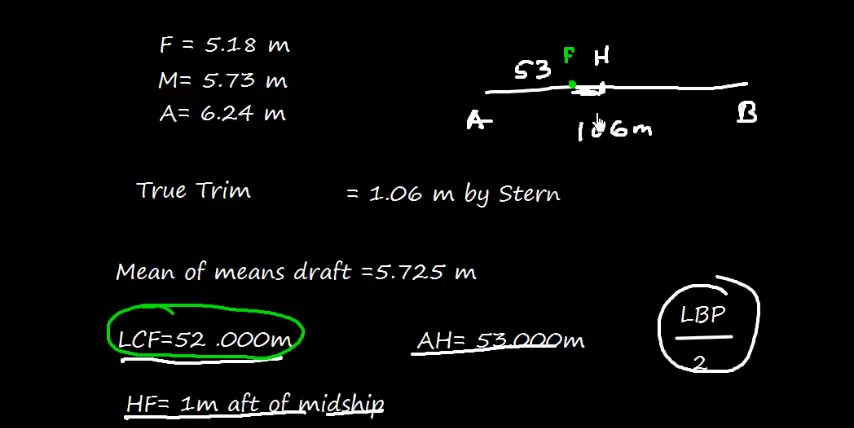 F = 5.18 m
M= 5.73 m
A= 6.24 m
53 F H
A B
106m
True Trim = 1.06 m by Stern
Mean of means draft =5.725 m
LCF=52 .000m AH= 53.000m
LBP
2
HF= 1m aft of midship